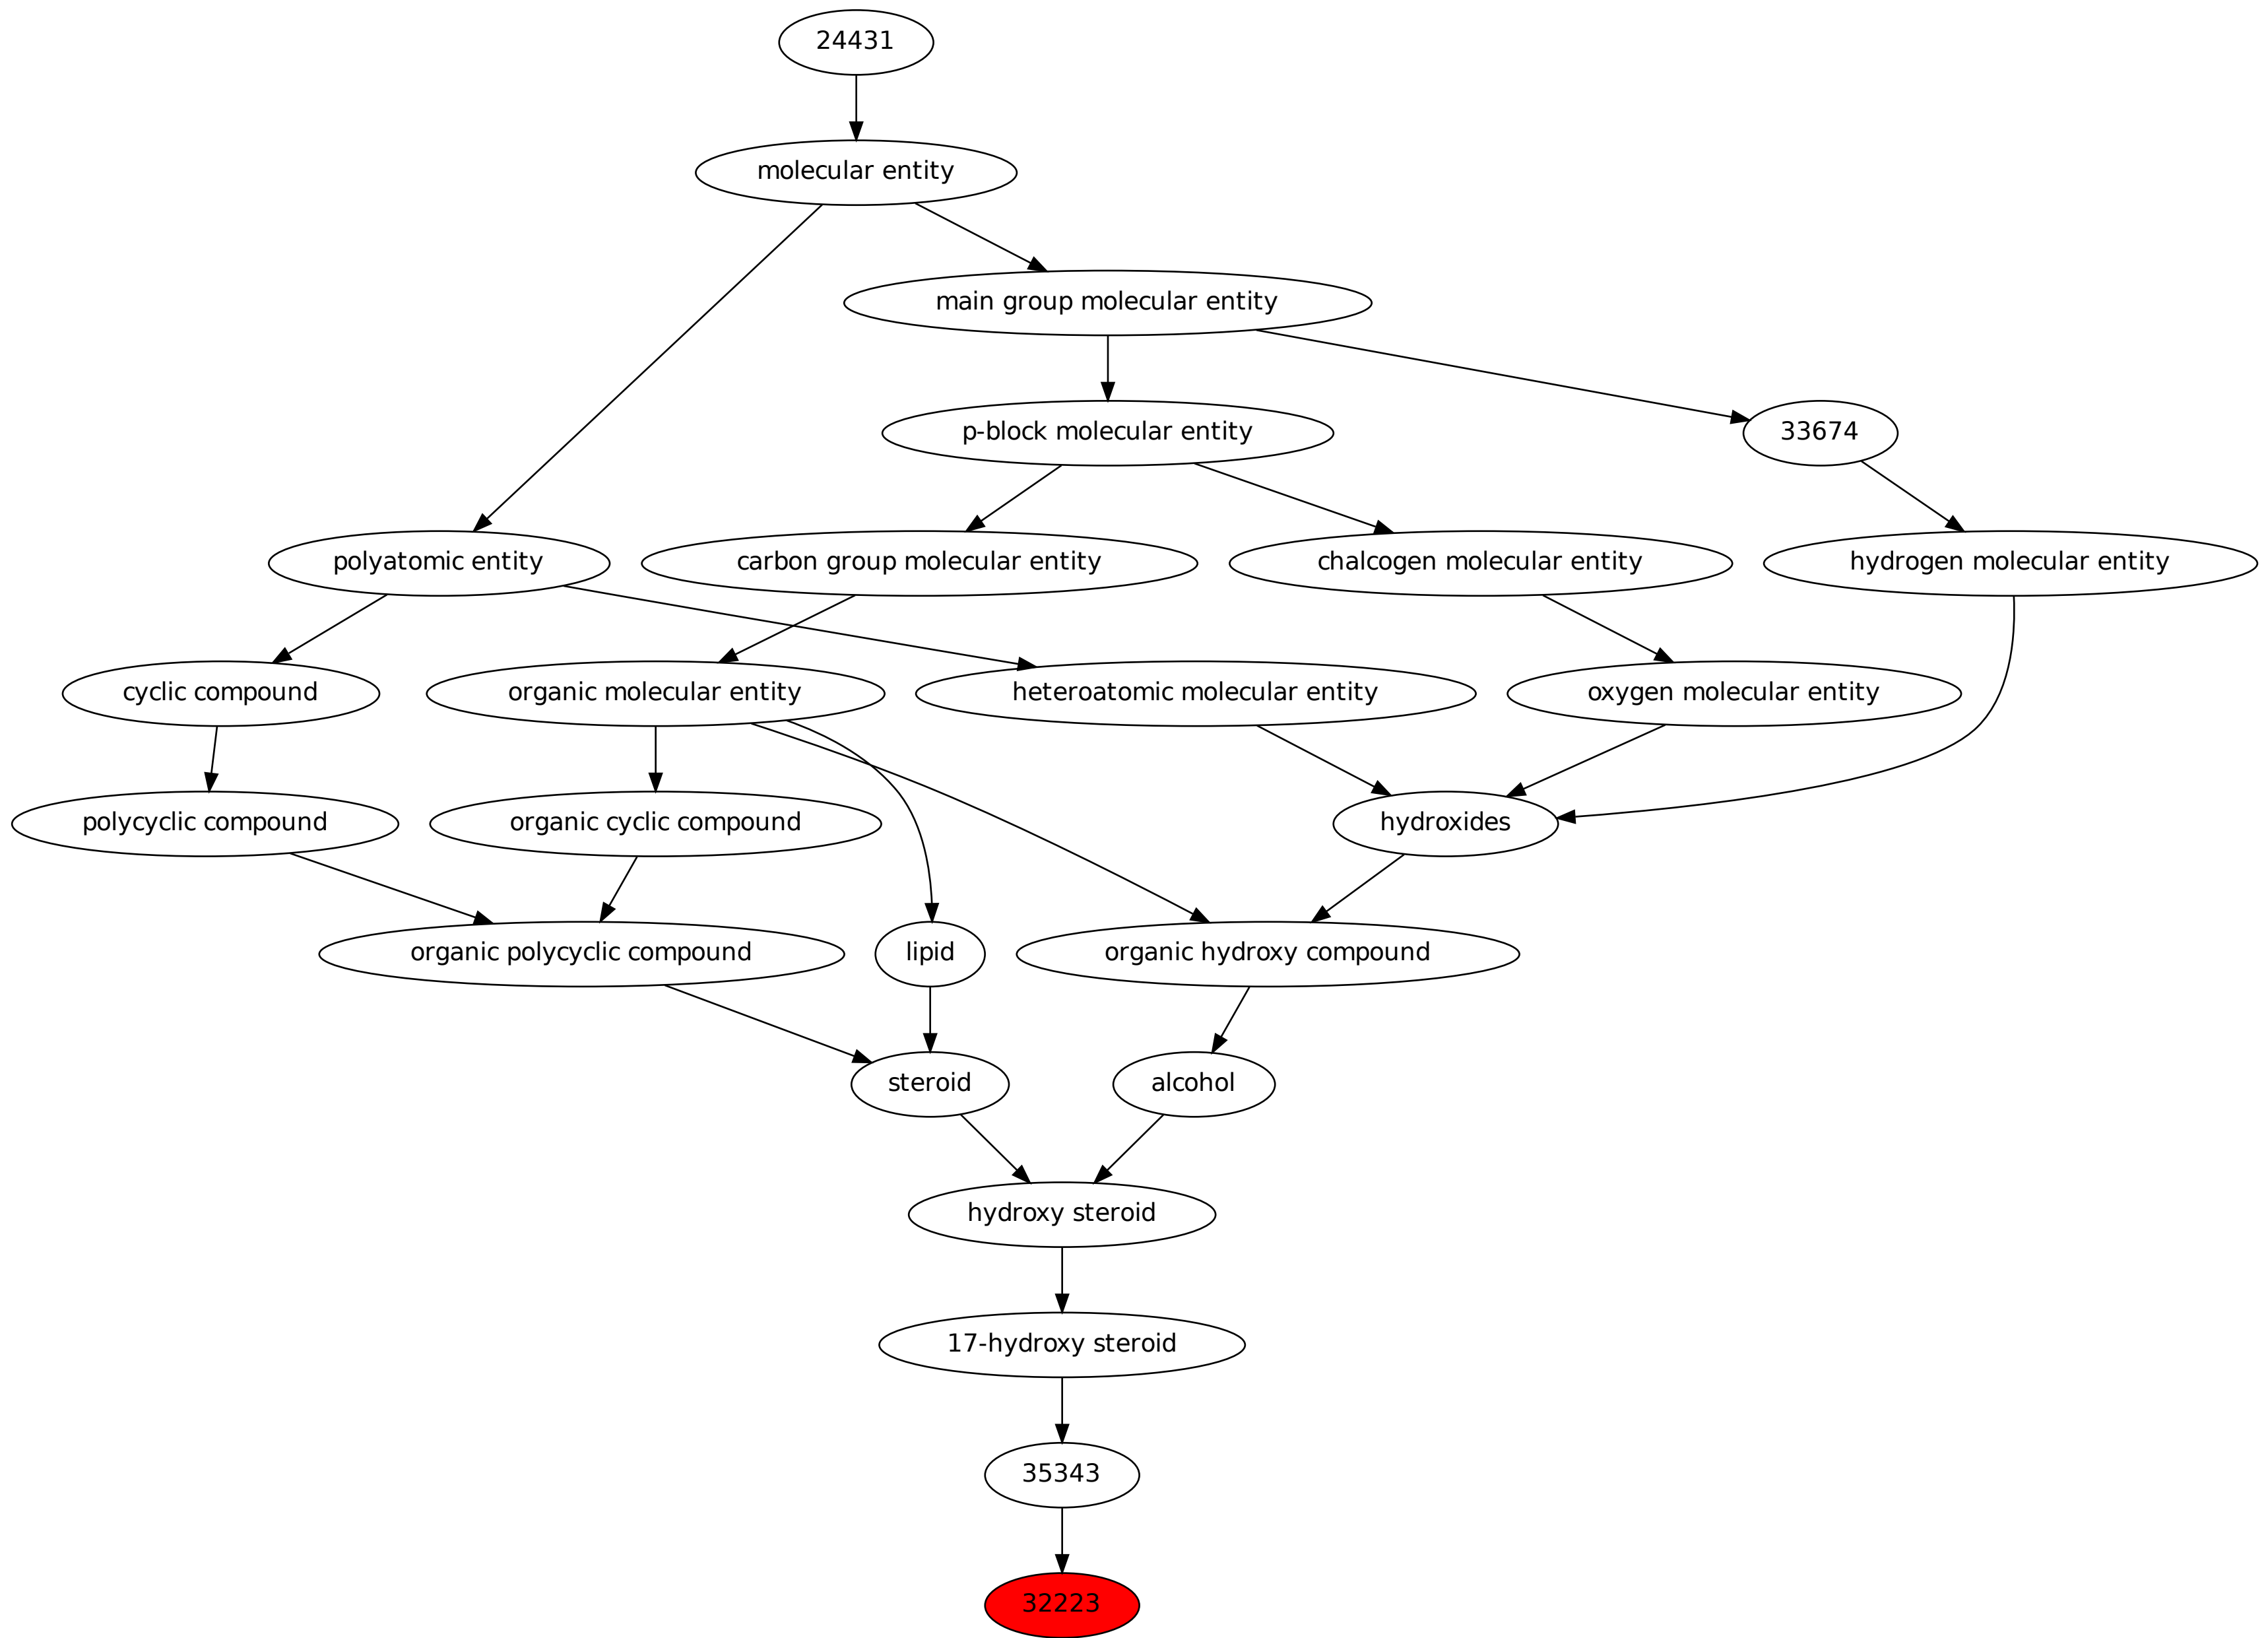 24431
molecular entity
main group molecular entity
p-block molecular entity
33674
polyatomic entity
carbon group molecular entity
chalcogen molecular entity
hydrogen molecular entity
cyclic compound
organic molecular entity
heteroatomic molecular entity
oxygen molecular entity
polycyclic compound
organic cyclic compound
hydroxides
organic polycyclic compound
lipid
organic hydroxy compound
steroid
alcohol
hydroxy steroid
17-hydroxy steroid
35343
32223